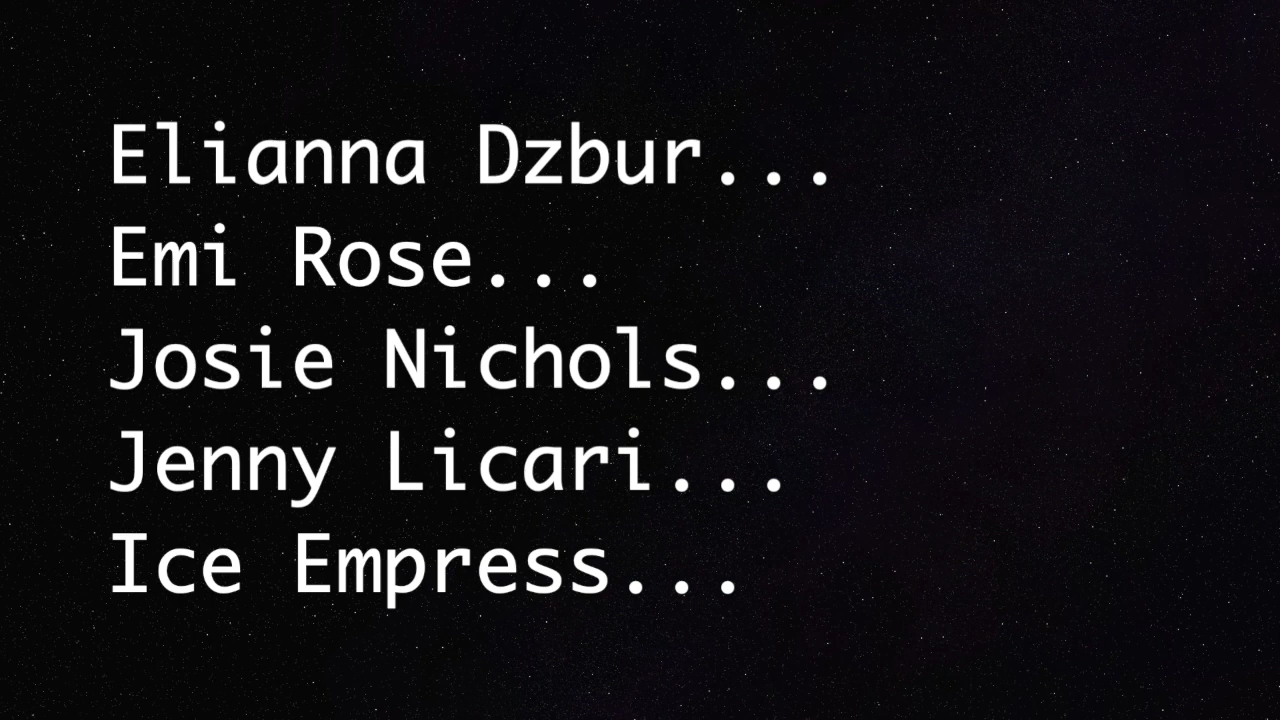 Elianna Dzbur...
Emi Rose...
Josie Nichols...
Jenny Licari...
Ice Empress...